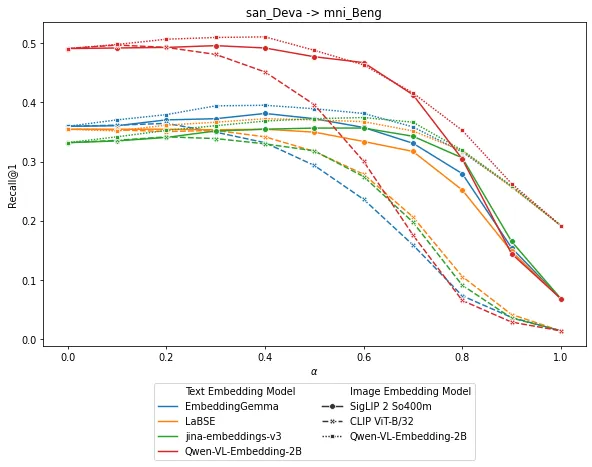 san_Deva -> mni_Beng
Recall@1
0.5
0.4
0.3
0.2
0.1
0.0
0.0 0.2 0.4 0.6 0.8 1.0
α
Text Embedding Model
EmbeddingGemma
LaBSE
jina-embeddings-v3
Qwen-VL-Embedding-2B
Image Embedding Model
SigLIP 2 So400m
CLIP ViT-B/32
Qwen-VL-Embedding-2B